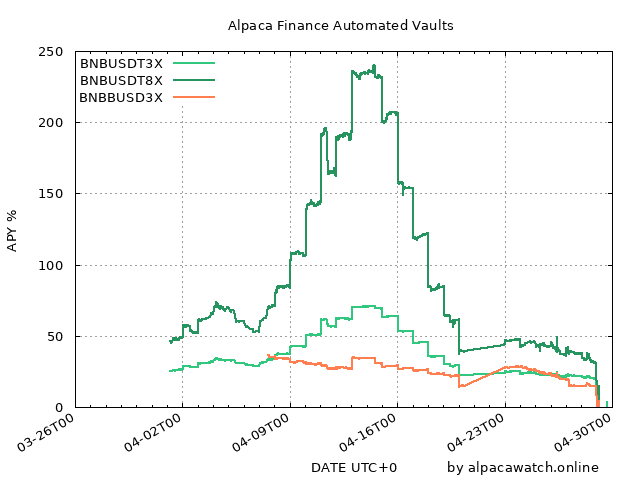 Alpaca Finance Automated Vaults
250
200
150
100
50
0
APY %
BNBUSDT3X
BNBUSDT8X
BNBBUSD3X
03-26T00
04-02T00
04-09T00
04-16T00
04-23T00
04-30T00
DATE UTC+0
by alpacawatch.online